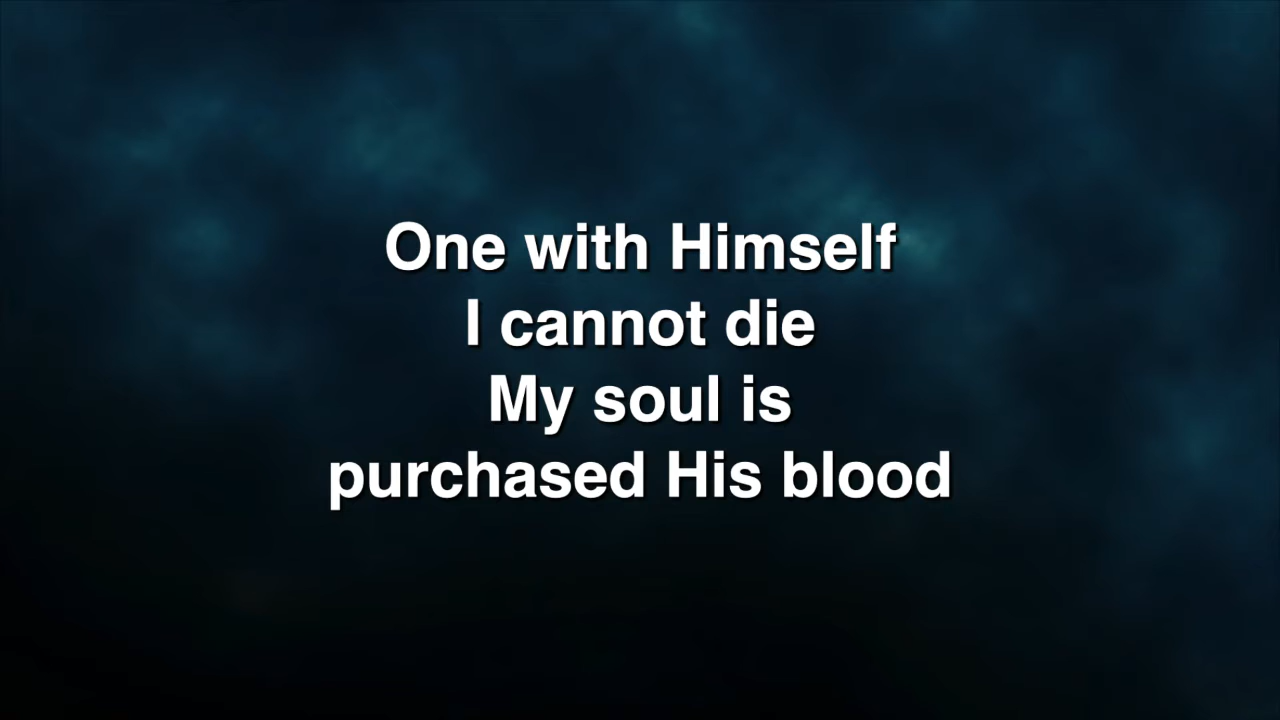 One with Himself
I cannot die
My soul is
purchased His blood